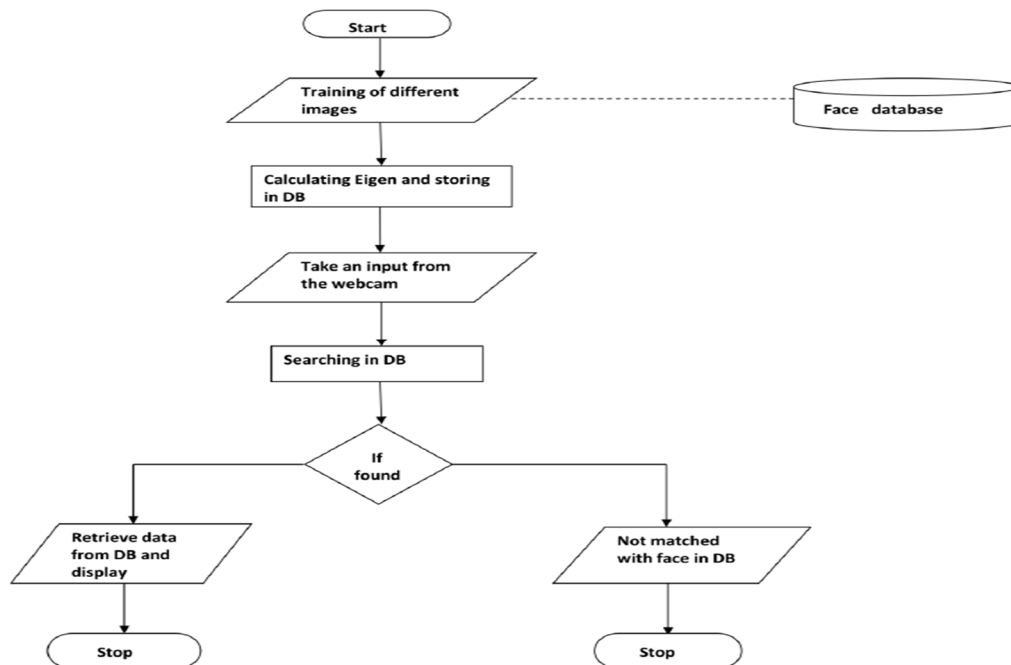 Start
Training of different
images
Face database
Calculating Eigen and storing
in DB
Take an input from
the webcam
Searching in DB
If
found
Retrieve data
from DB and
display
Not matched
with face in DB
Stop
Stop